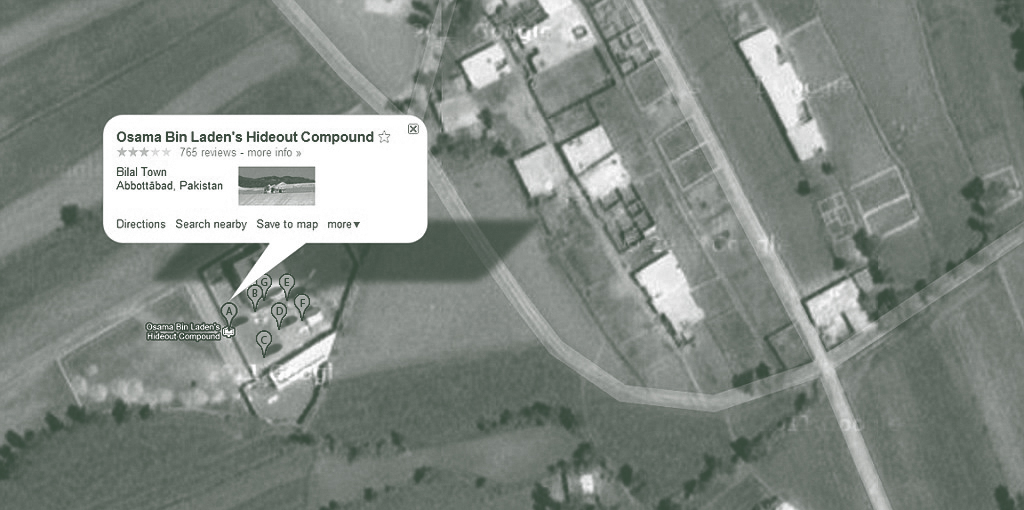 Osama Bin Laden's Hideout Compound
765 reviews - more info »
Bilal Town
Abbottābad, Pakistan
Directions Search nearby Save to map more▾
G
E
B
F
A
D
C
Osama Bin Laden's
Hideout Compound
Google